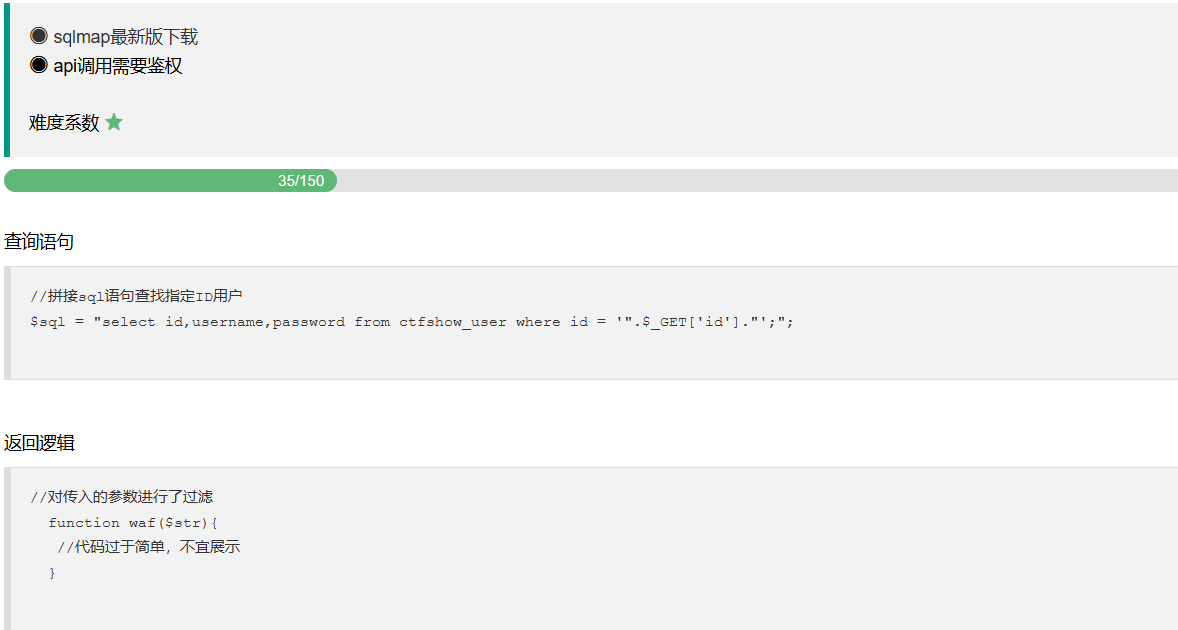 sqlmap最新版下载
api调用需要鉴权
难度系数
35/150
查询语句
//拼接sql语句查找指定ID用户
$sql = "select id,username,password from ctfshow_user where id = '".$_GET['id']."';";
返回逻辑
//对传入的参数进行了过滤
function waf($str){
//代码过于简单，不宜展示
}